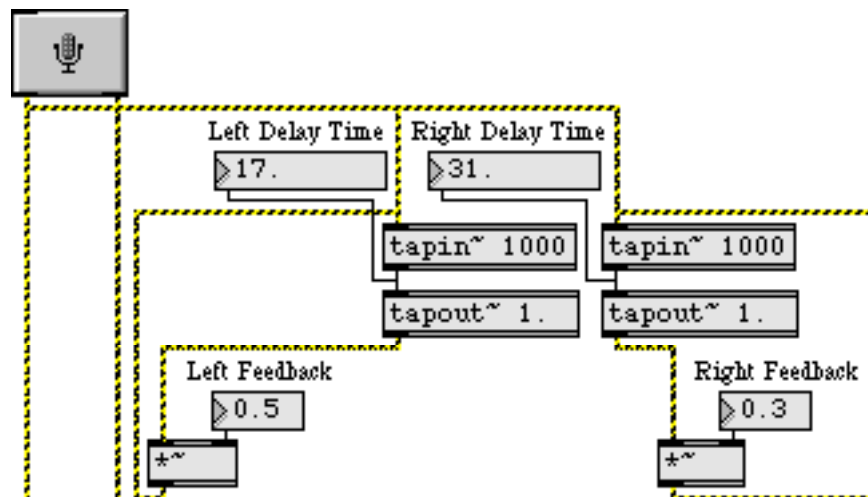 Left Delay Time
Right Delay Time
17.
31.
tapin~ 1000
tapin~ 1000
tapout~ 1.
tapout~ 1.
Left Feedback
Right Feedback
0.5
0.3
*~
*~